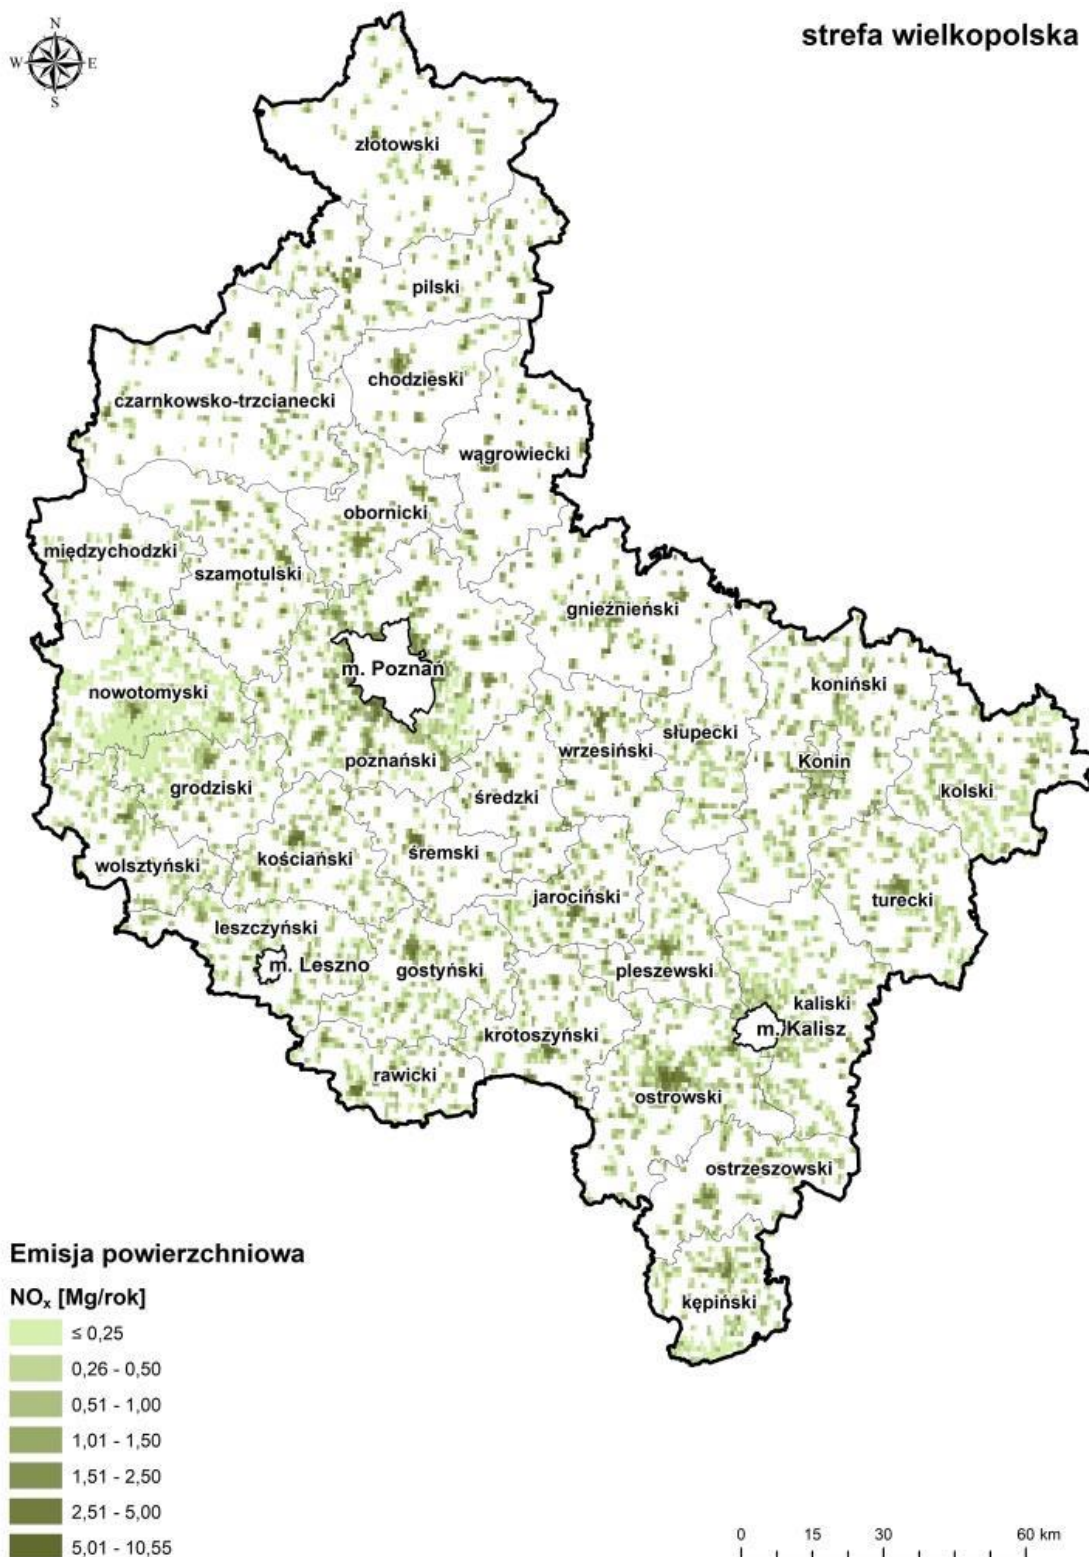 strefa wielkopolska
N
W E
S
złotowski
pilski
chodzieski
czarnkowsko-trzcianecki
wągrowiecki
obornicki
międzychodzki
szamotulski
gnieźnieński
m. Poznań
nowotomyski
koniński
słupecki
wrzesiński
poznański
Konin
grodziski
średzki
kolski
śremski
kościański
wolsztyński
jarociński
turecki
leszczyński
m. Leszno
gostyński
pleszewski
kaliski
m. Kalisz
krotoszyński
rawicki
ostrowski
ostrzeszowski
kępiński
Emisja powierzchniowa
NOₓ [Mg/rok]
≤ 0,25
0,26 - 0,50
0,51 - 1,00
1,01 - 1,50
1,51 - 2,50
2,51 - 5,00
5,01 - 10,55
0 15 30 60 km